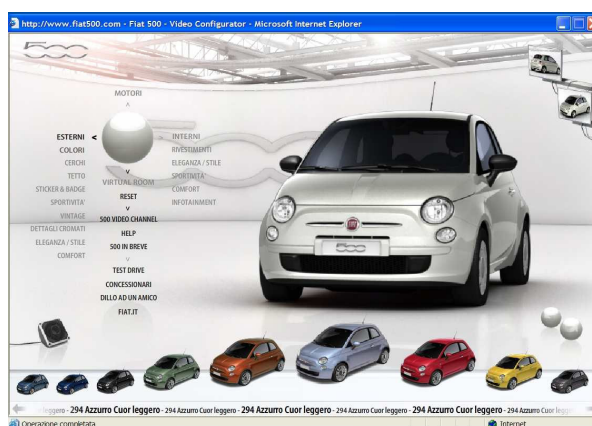 http://www.fiat500.com - Fiat 500 - Video Configurator - Microsoft Internet Explorer
500
MOTORI
ESTERNI
COLORI
CERCHI
TETTO
STICKER & BADGE
SPORTIVITA'
VINTAGE
DETTAGLI CROMATI
ELEGANZA / STILE
COMFORT
INTERNI
RIVESTIMENTI
ELEGANZA / STILE
SPORTIVITA'
COMFORT
INFOTAINMENT
VIRTUAL ROOM
RESET
500 VIDEO CHANNEL
HELP
500 IN BREVE
TEST DRIVE
CONCESSIONARI
DILLO AD UN AMICO
FIAT.IT
FIAT
500
leggero - 294 Azzurro Cuor leggero - 294 Azzurro Cuor leggero - 294 Azzurro Cuor leggero - 294 Azzurro Cuor leggero - 294 Azzurro Cuor leggero - 294 Azzurro Cuor leg
Operazione completata
Internet